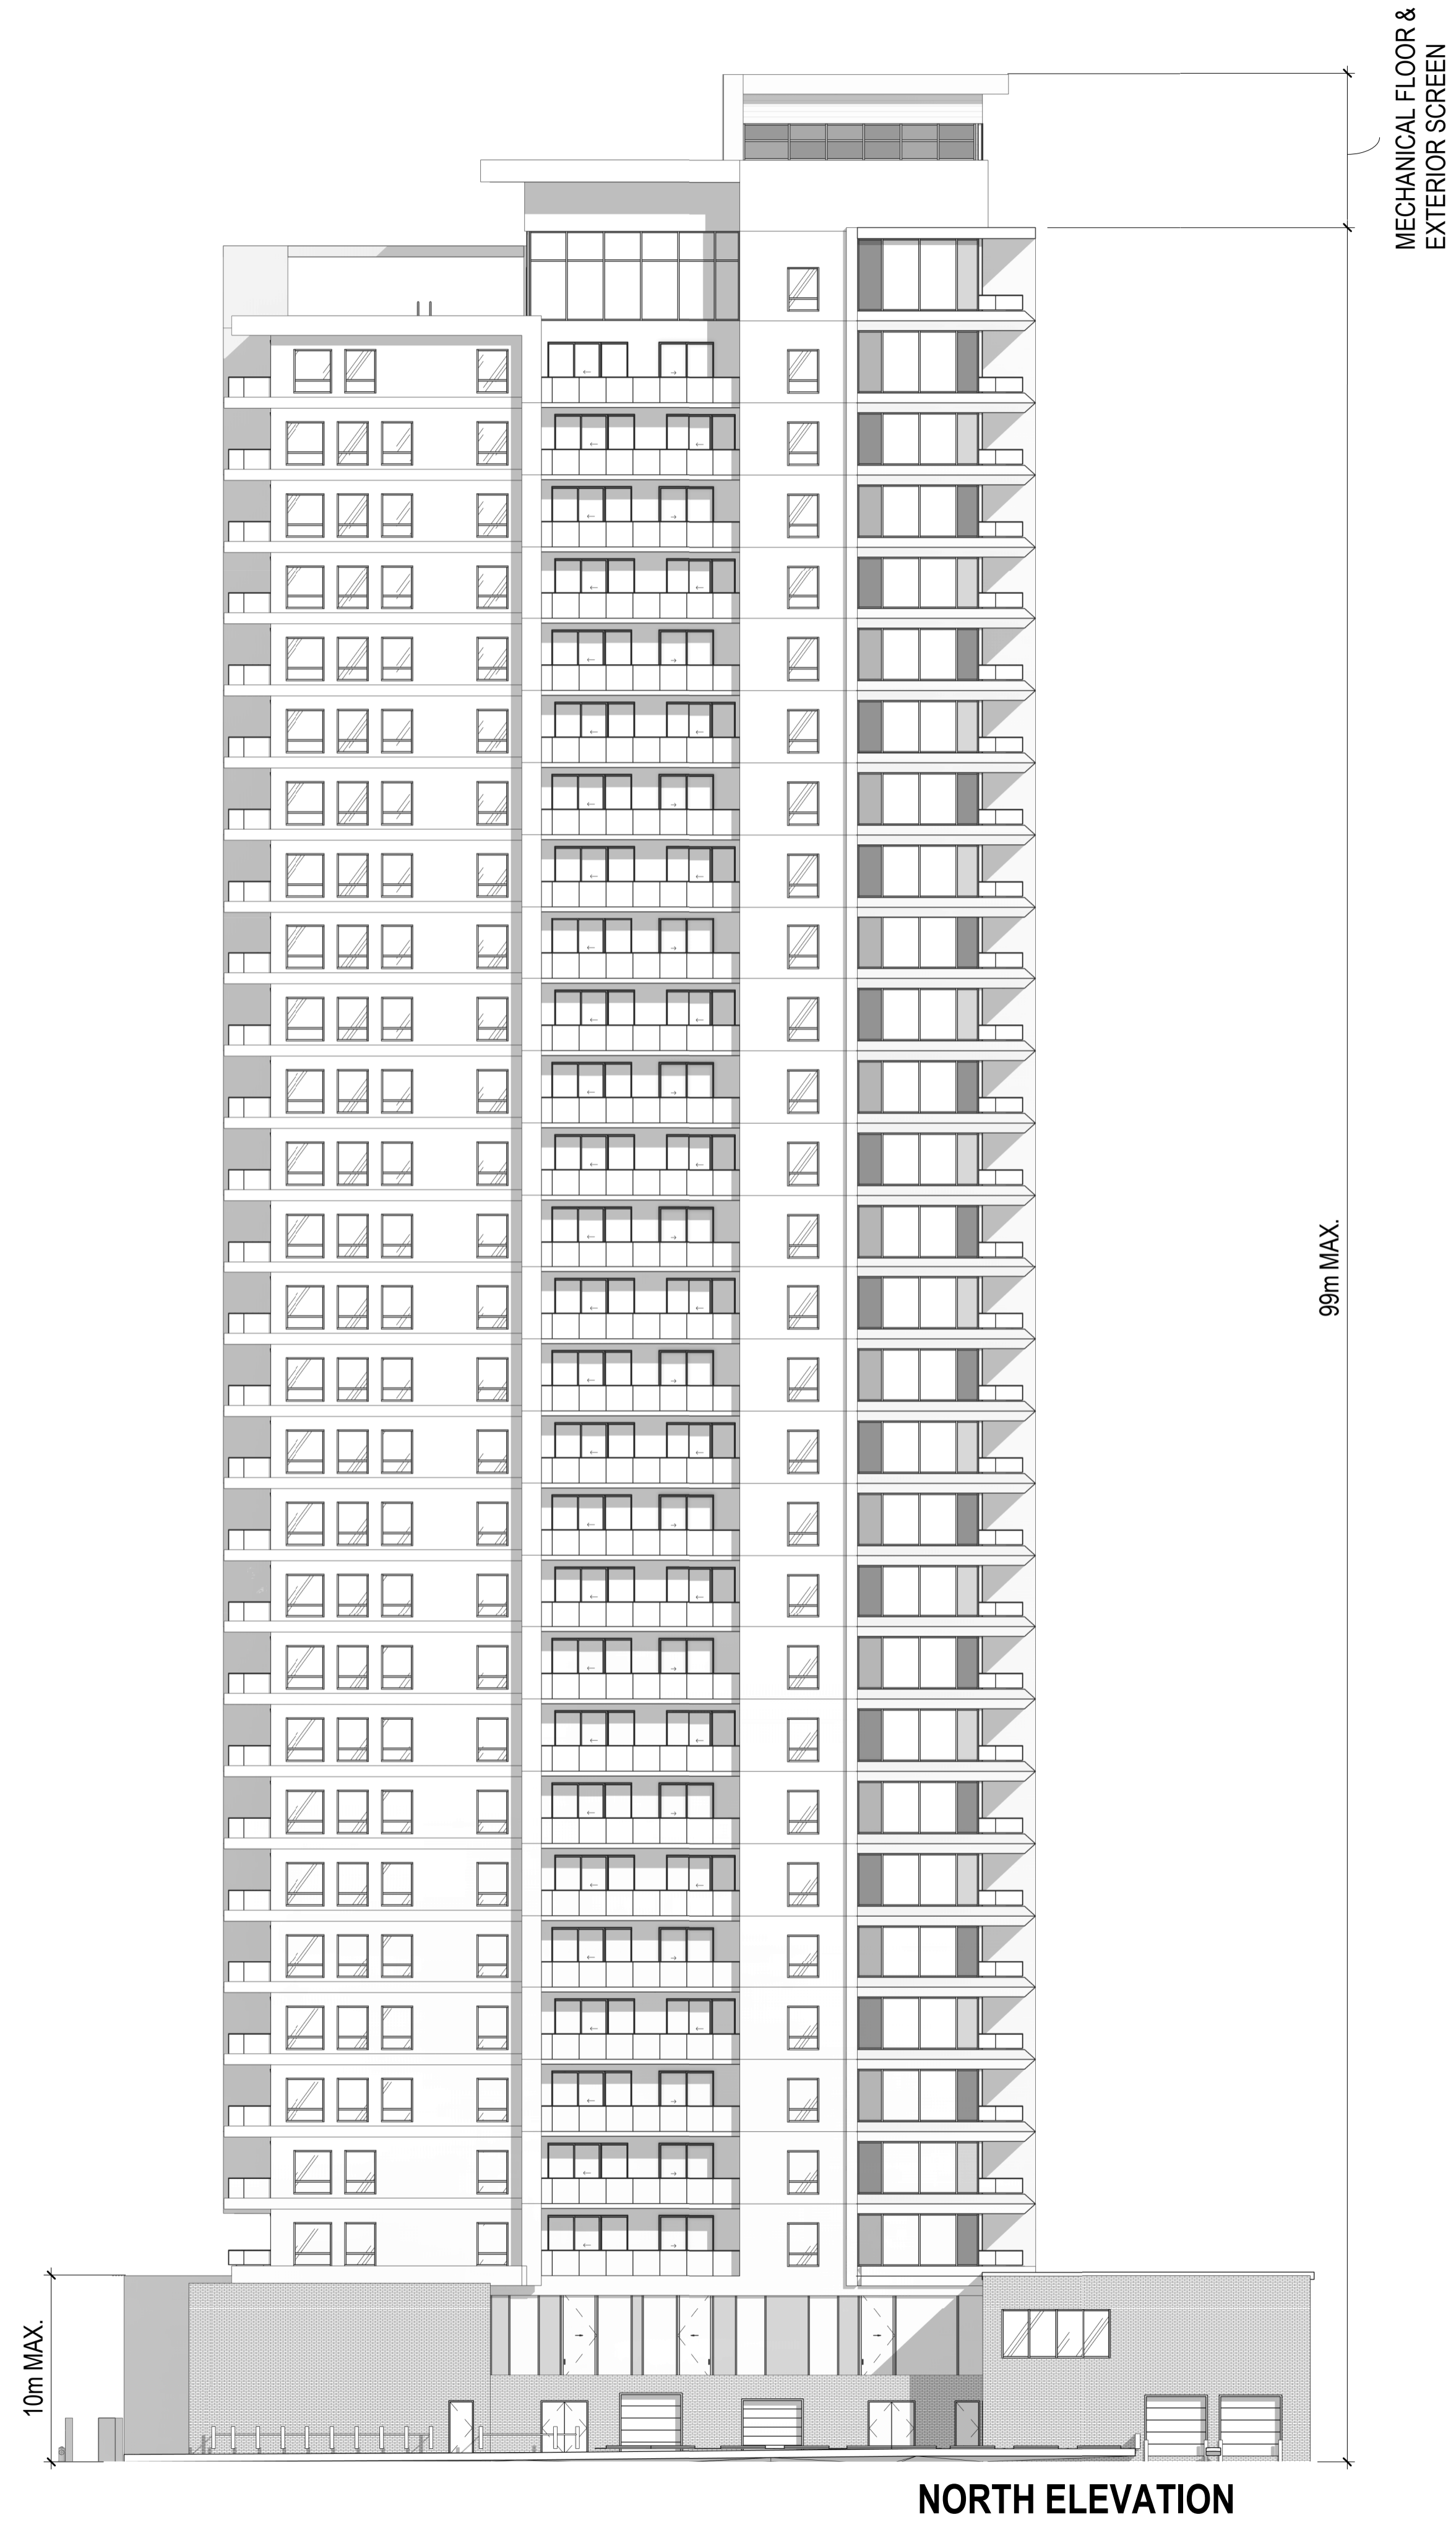 MECHANICAL FLOOR &
EXTERIOR SCREEN
99m MAX.
10m MAX.
NORTH ELEVATION